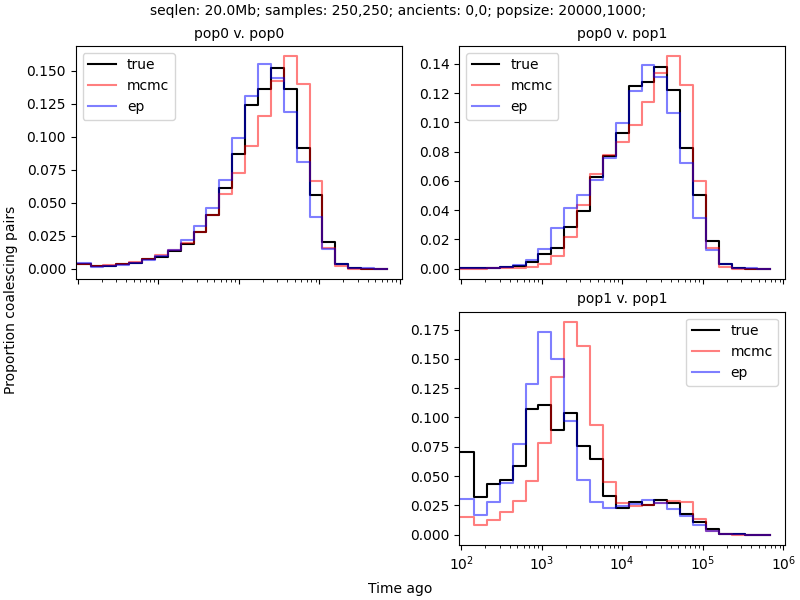 seqlen: 20.0Mb; samples: 250,250; ancients: 0,0; popsize: 20000,1000;
pop0 v. pop0
true
mcmc
ep
0.150
0.125
0.100
0.075
0.050
0.025
0.000
pop0 v. pop1
true
mcmc
ep
0.14
0.12
0.10
0.08
0.06
0.04
0.02
0.00
pop1 v. pop1
true
mcmc
ep
0.175
0.150
0.125
0.100
0.075
0.050
0.025
0.000
10² 10³ 10⁴ 10⁵ 10⁶
Proportion coalescing pairs
Time ago